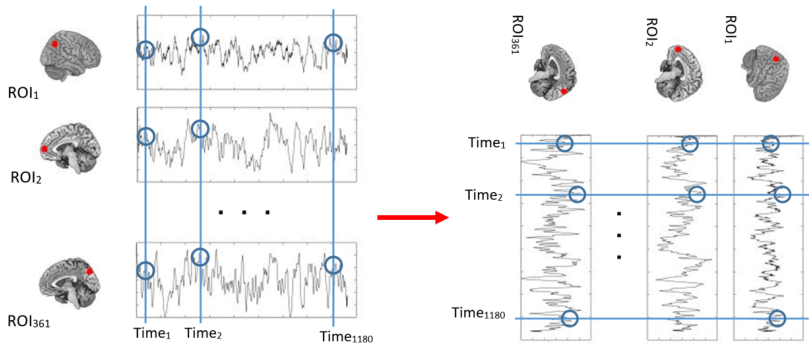 ROI₁
ROI₂
ROI₃₆₁
Time₁ Time₂ Time₁₁₈₀
ROI₃₆₁ ROI₂ ROI₁
Time₁
Time₂
Time₁₁₈₀